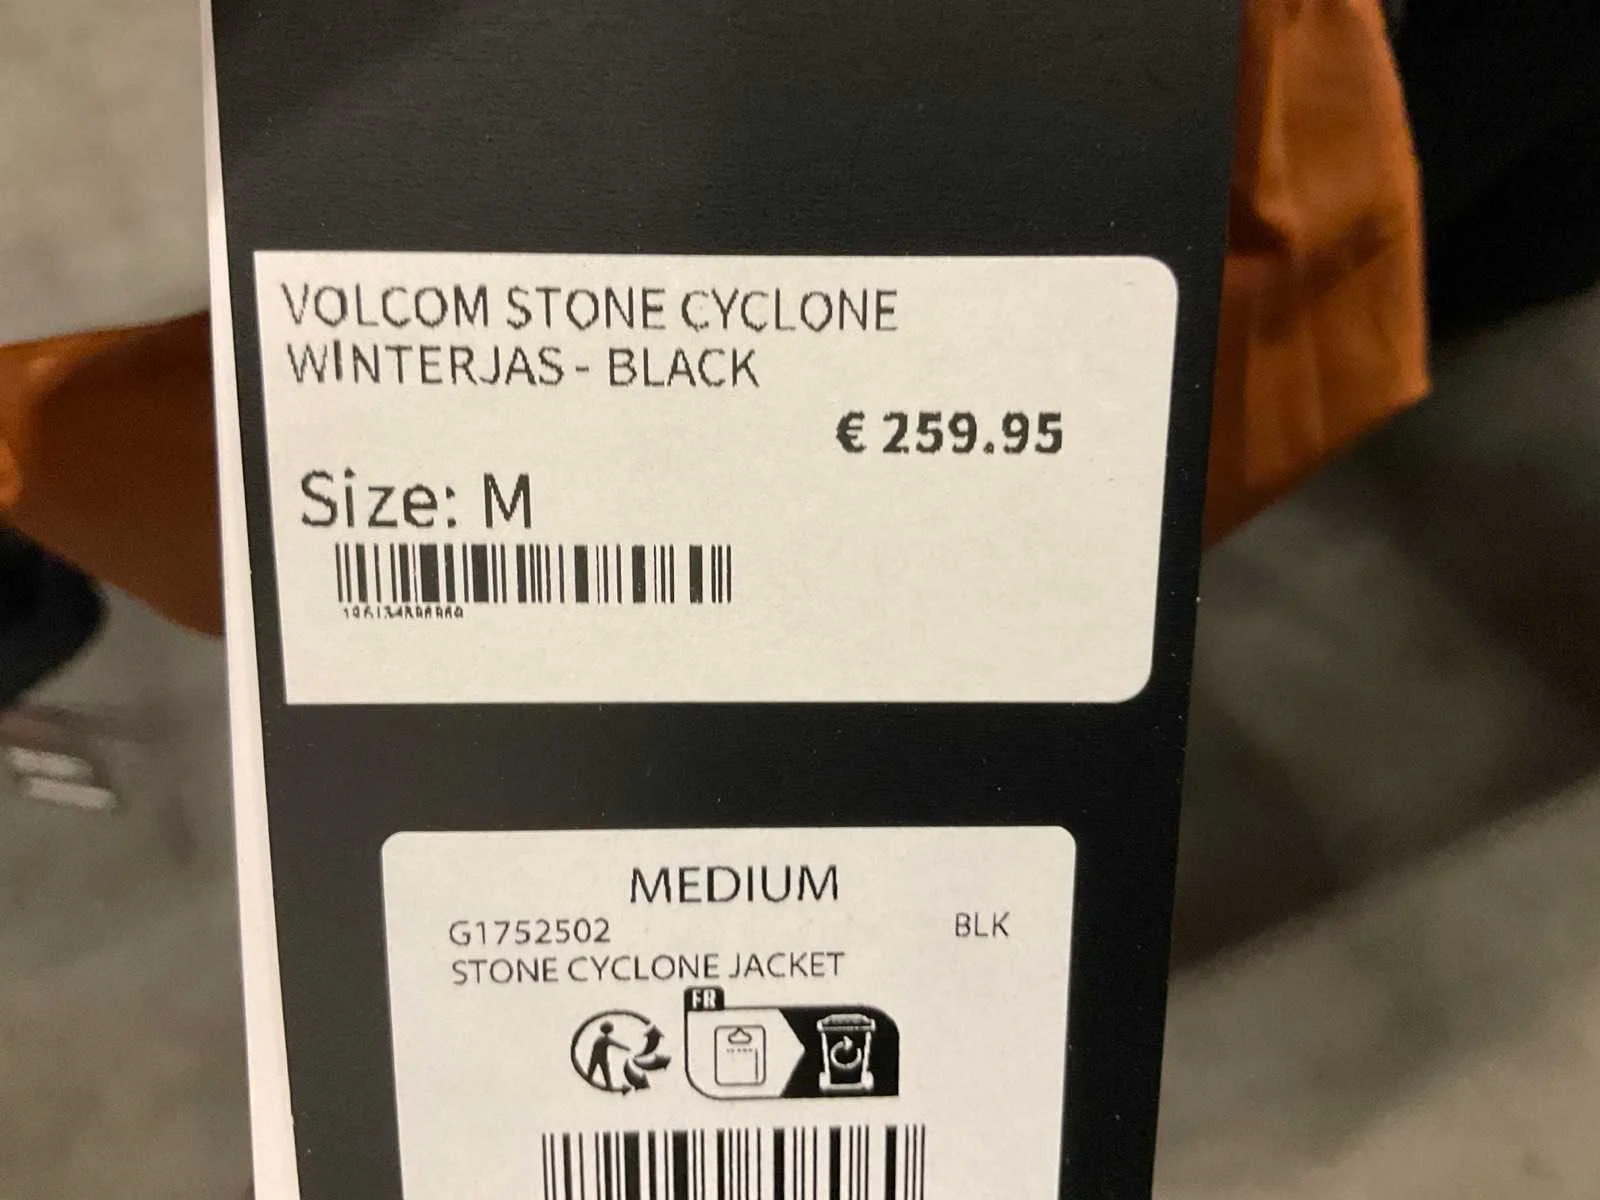 VOLCOM STONE CYCLONE
WINTERJAS - BLACK
€ 259.95
Size: M
MEDIUM
G1752502 BLK
STONE CYCLONE JACKET
FR